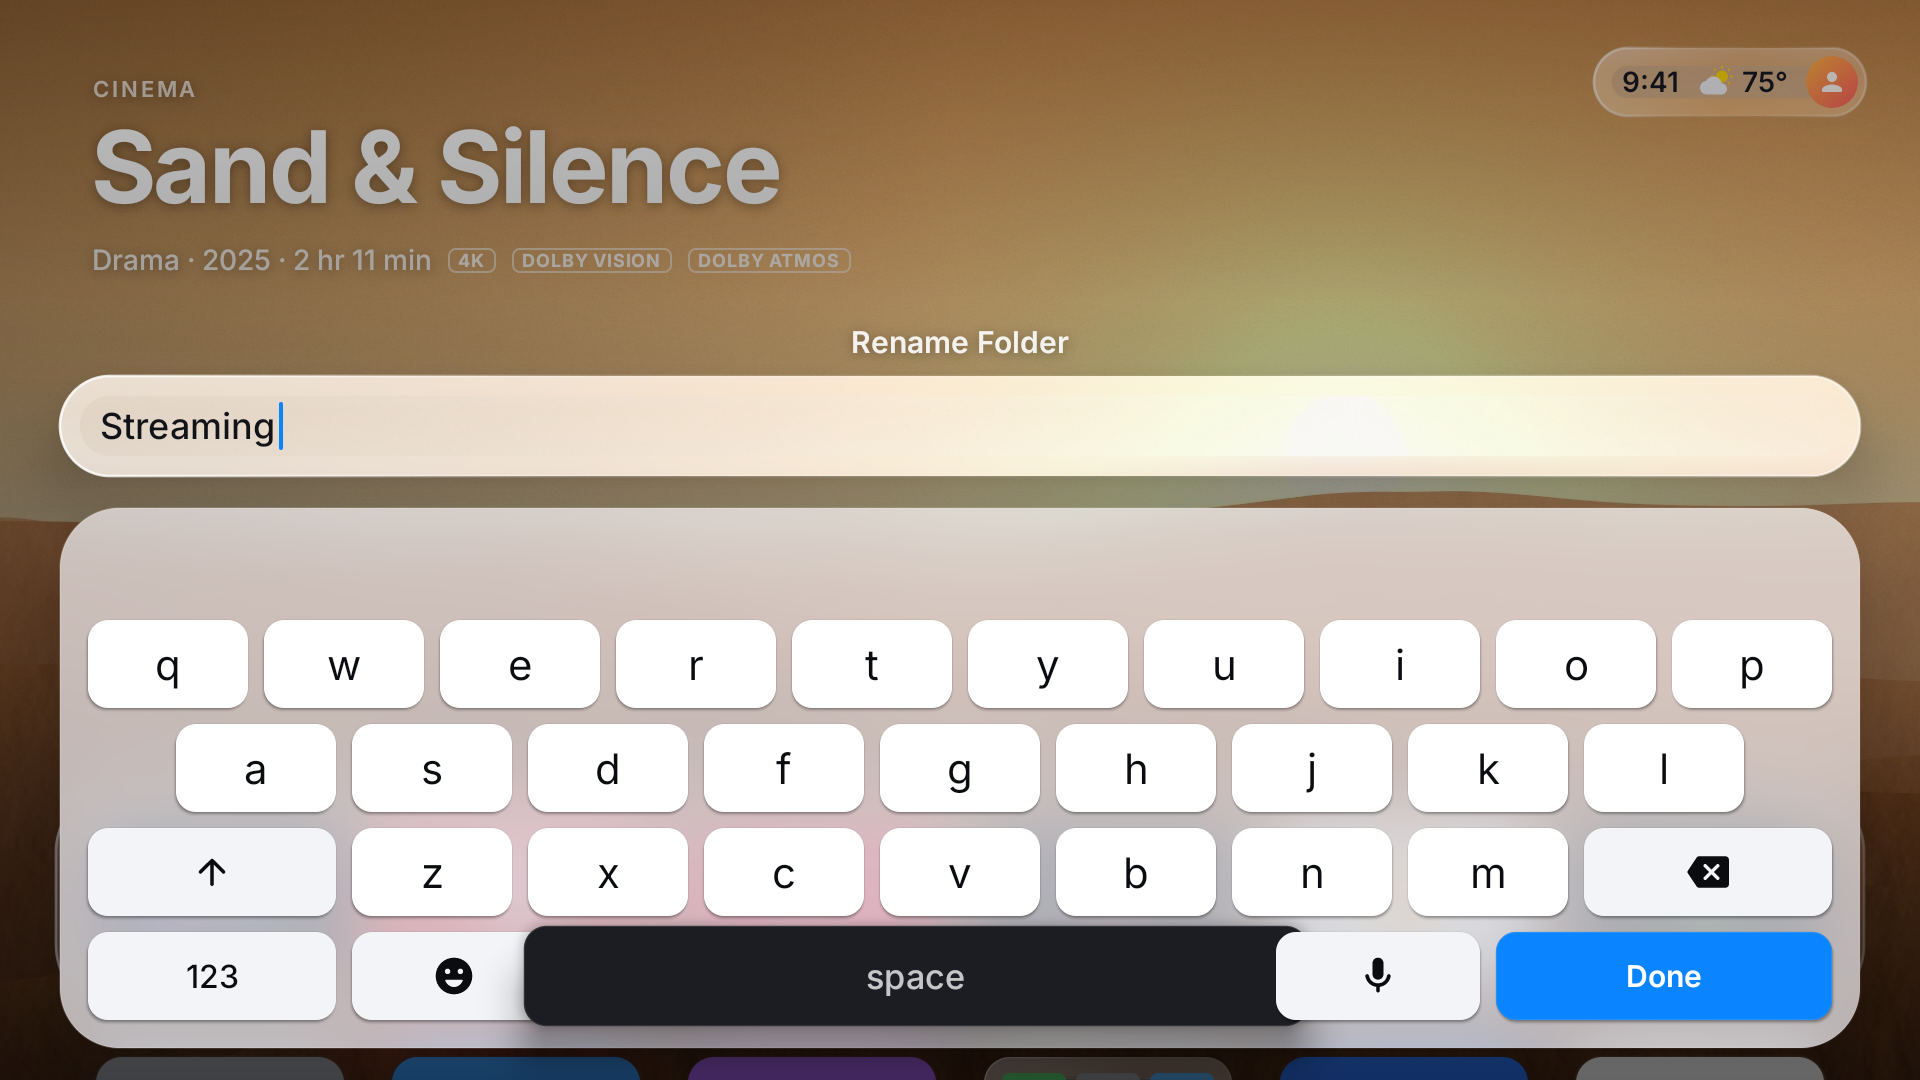 CINEMA
9:41 75°
Sand & Silence
Drama · 2025 · 2 hr 11 min 4K DOLBY VISION DOLBY ATMOS
Rename Folder
Streaming
q w e r t y u i o p
a s d f g h j k l
z x c v b n m
123 space Done